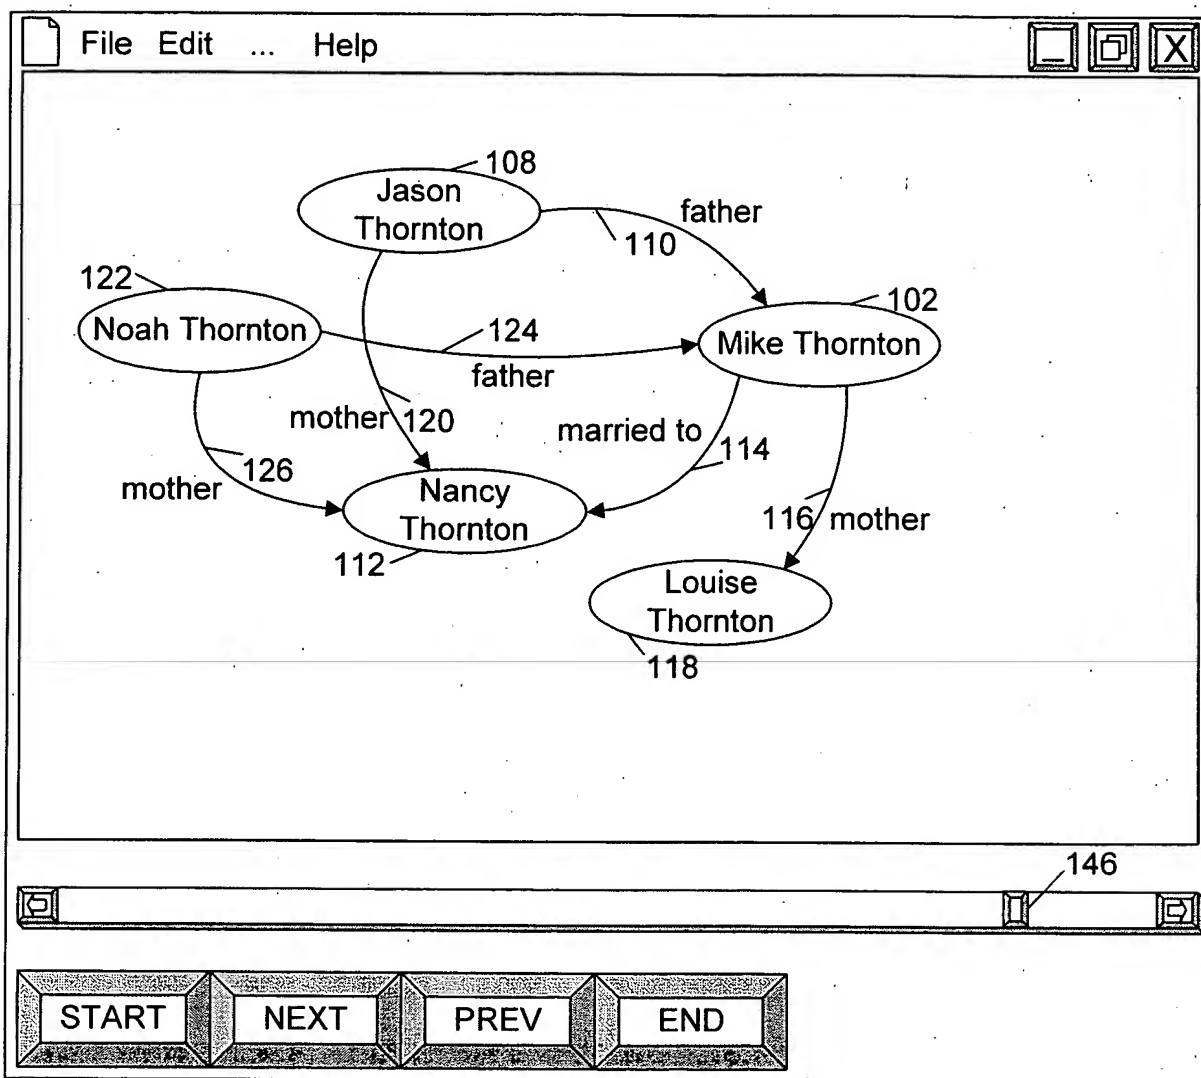 File Edit ... Help
X
108
Jason
Thornton
father
110
122
102
Noah Thornton
124
Mike Thornton
father
mother 120
married to
114
126
mother
Nancy
Thornton
116 mother
112
Louise
Thornton
118
146
START NEXT PREV END